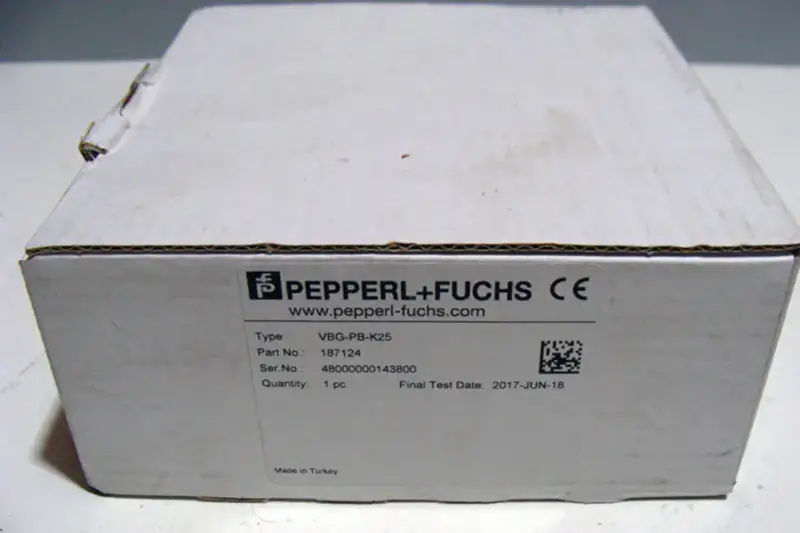 PEPPERL+FUCHS CE
www.pepperl-fuchs.com
Type: VBG-PB-K25
Part No.: 187124
Ser.No.: 48000000143800
Quantity: 1 pc. Final Test Date: 2017-JUN-18
Made in Turkey